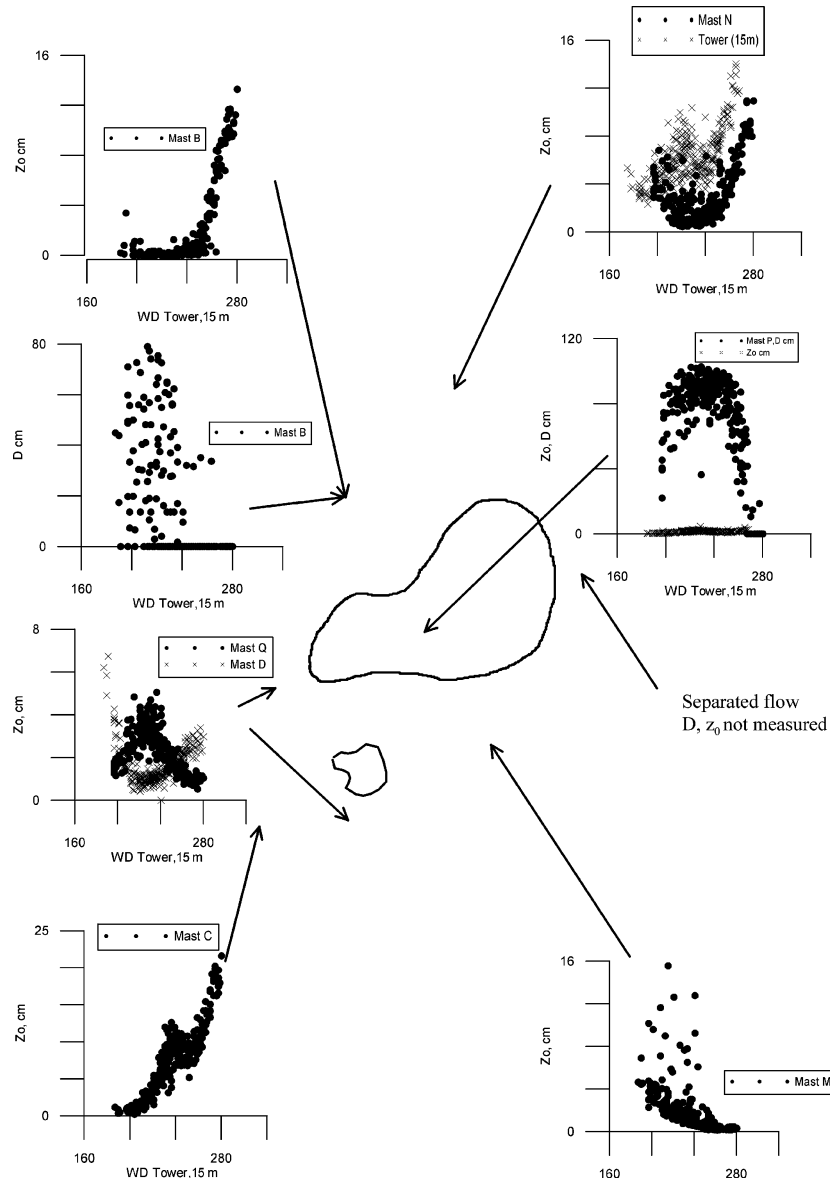 16
Zo, cm
Mast B
0
160
280
WD Tower,15 m
Mast N
Tower (15m)
16
Zo, cm
0
160
280
WD Tower,15 m
80
D cm
Mast B
0
160
280
WD Tower,15 m
120
Mast P,D cm
Zo cm
Zo, D cm
0
160
280
WD Tower,15 m
8
Mast Q
Mast D
Zo, cm
0
160
280
WD Tower,15 m
Separated flow
D, z0 not measured
25
Mast C
Zo, cm
0
160
280
WD Tower,15 m
16
Zo, cm
Mast M
0
160
280
WD Tower,15 m